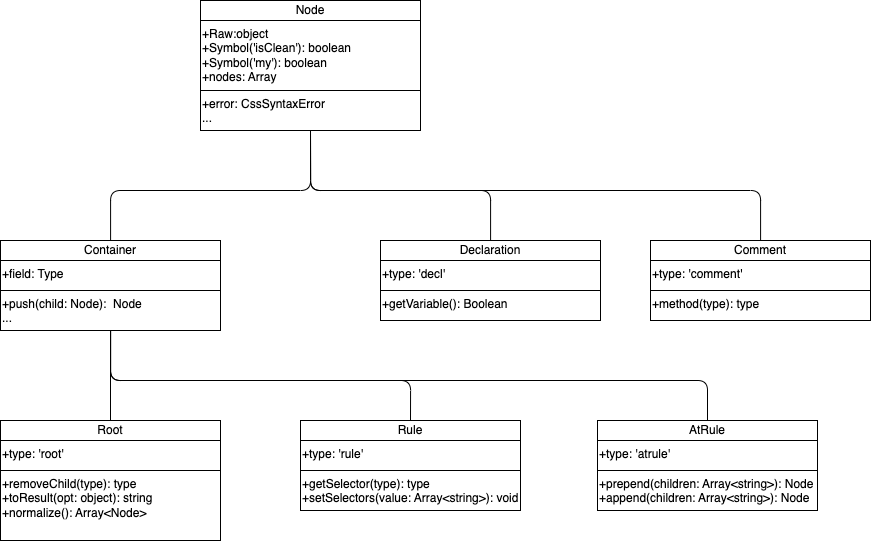 Node
+Raw:object
+Symbol('isClean'): boolean
+Symbol('my'): boolean
+nodes: Array
+error: CssSyntaxError
...
Container
+field: Type
+push(child: Node):  Node
...
Declaration
+type: 'decl'
+getVariable(): Boolean
Comment
+type: 'comment'
+method(type): type
Root
+type: 'root'
+removeChild(type): type
+toResult(opt: object): string
+normalize(): Array<Node>
Rule
+type: 'rule'
+getSelector(type): type
+setSelectors(value: Array<string>): void
AtRule
+type: 'atrule'
+prepend(children: Array<string>): Node
+append(children: Array<string>): Node